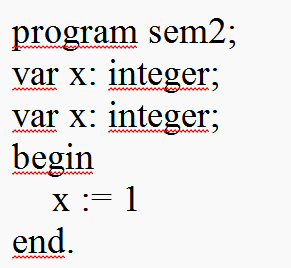 program sem2;
var x: integer;
var x: integer;
begin
x := 1
end.